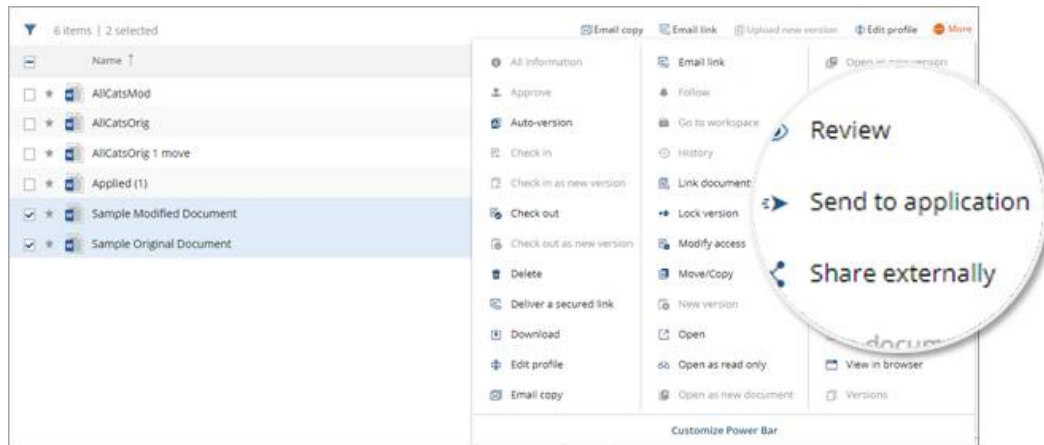 6 items | 2 selected
Email copy Email link Upload new version Edit profile More
Name
AllCatsMod
AllCatsOrig
AllCatsOrig 1 move
Applied (1)
Sample Modified Document
Sample Original Document
All information
Approve
Auto-version
Check in
Check in as new version
Check out
Check out as new version
Delete
Deliver a secured link
Download
Edit profile
Email copy
Email link
Follow
Go to workspace
History
Link document
Lock version
Modify access
Move/Copy
New version
Open
Open as read only
Open as new document
Open as new version
Review
Send to application
Share externally
View in browser
Versions
Customize Power Bar